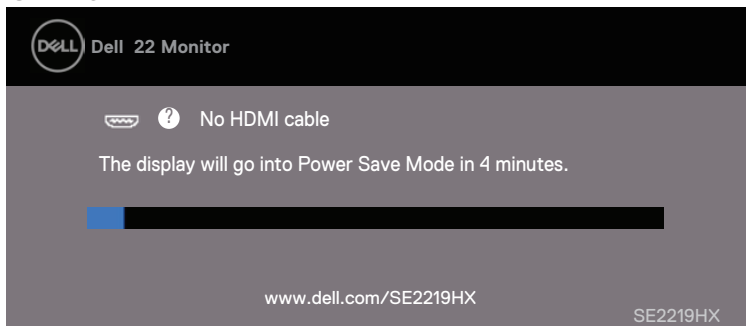 DELL Dell 22 Monitor
? No HDMI cable
The display will go into Power Save Mode in 4 minutes.
www.dell.com/SE2219HX
SE2219HX